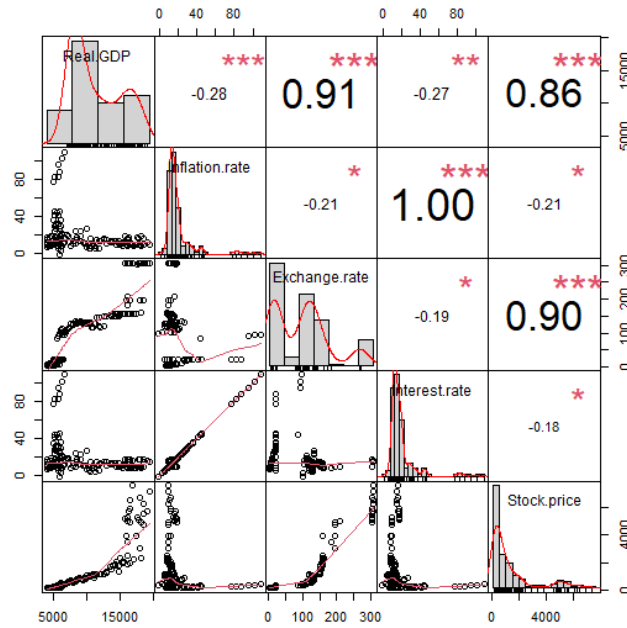 0 40 80
0 40 80
Real.GDP
***
-0.28
***
0.91
**
-0.27
***
0.86
5000 15000
0 40 80
Inflation.rate
*
-0.21
***
1.00
*
-0.21
Exchange.rate
*
-0.19
***
0.90
0 100 200 300
0 40 80
Interest.rate
*
-0.18
Stock.price
0 4000
5000 15000
0 100 200 300
0 4000